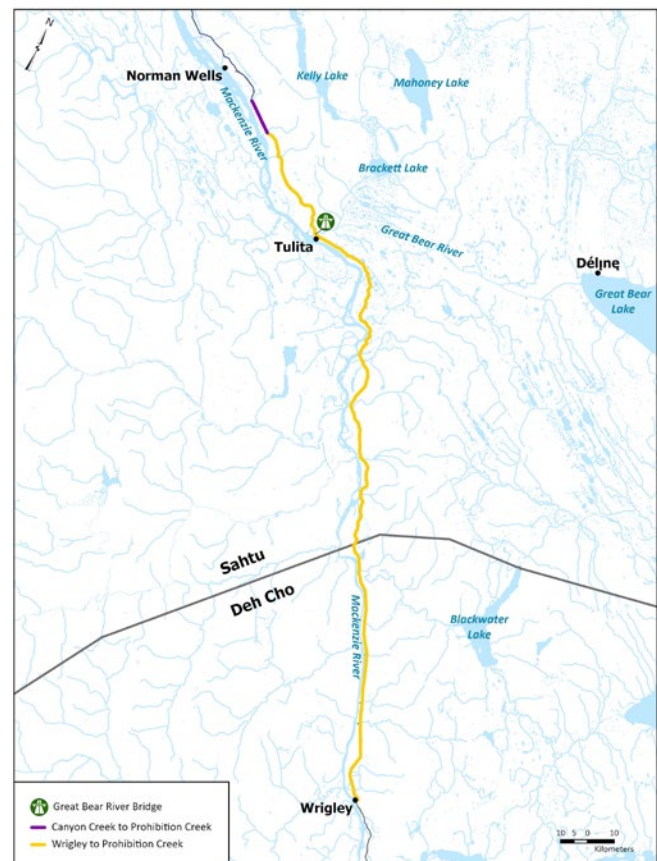 N
Norman Wells
Kelly Lake
Mahoney Lake
Mackenzie River
Brackett Lake
Great Bear River
Tulita
Délı̨nę
Great Bear
Lake
Sahtu
Deh Cho
Mackenzie River
Blackwater
Lake
Wrigley
Great Bear River Bridge
Canyon Creek to Prohibition Creek
Wrigley to Prohibition Creek
10 5 0 10
Kilometers